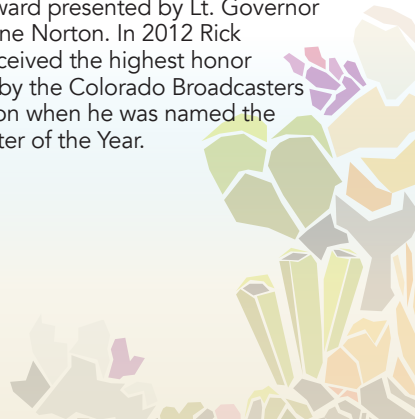 ward presented by Lt. Governor
ne Norton. In 2012 Rick
ceived the highest honor
by the Colorado Broadcasters
on when he was named the
ter of the Year.